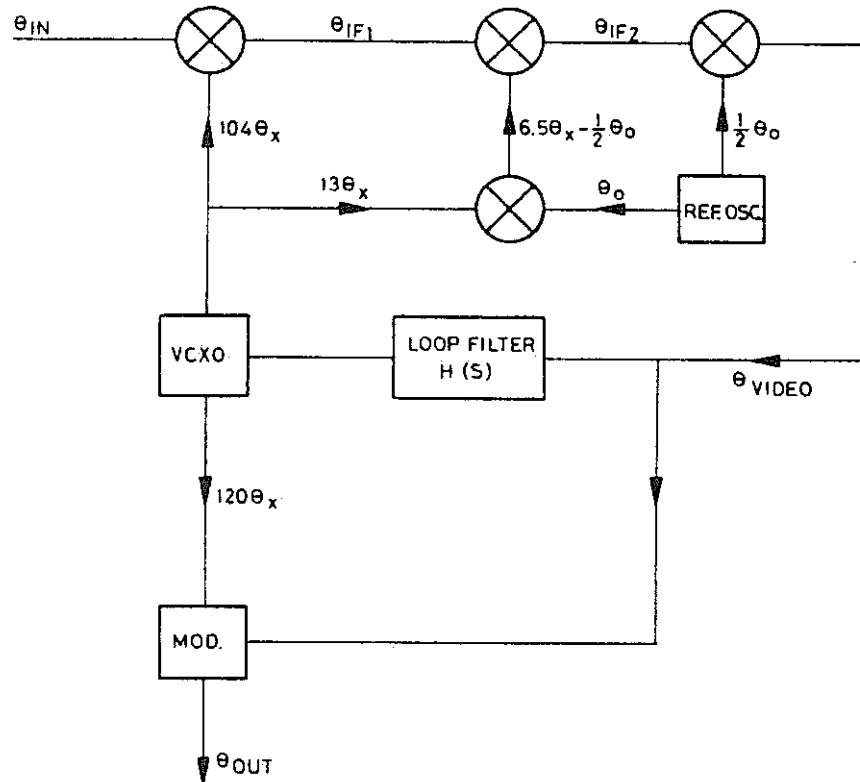 θIN
θIF1
θIF2
104θx
6.5θx-½θo
½θo
13θx
θo
REF. OSC.
VCXO
LOOP FILTER
H (S)
θVIDEO
120θx
MOD.
θOUT